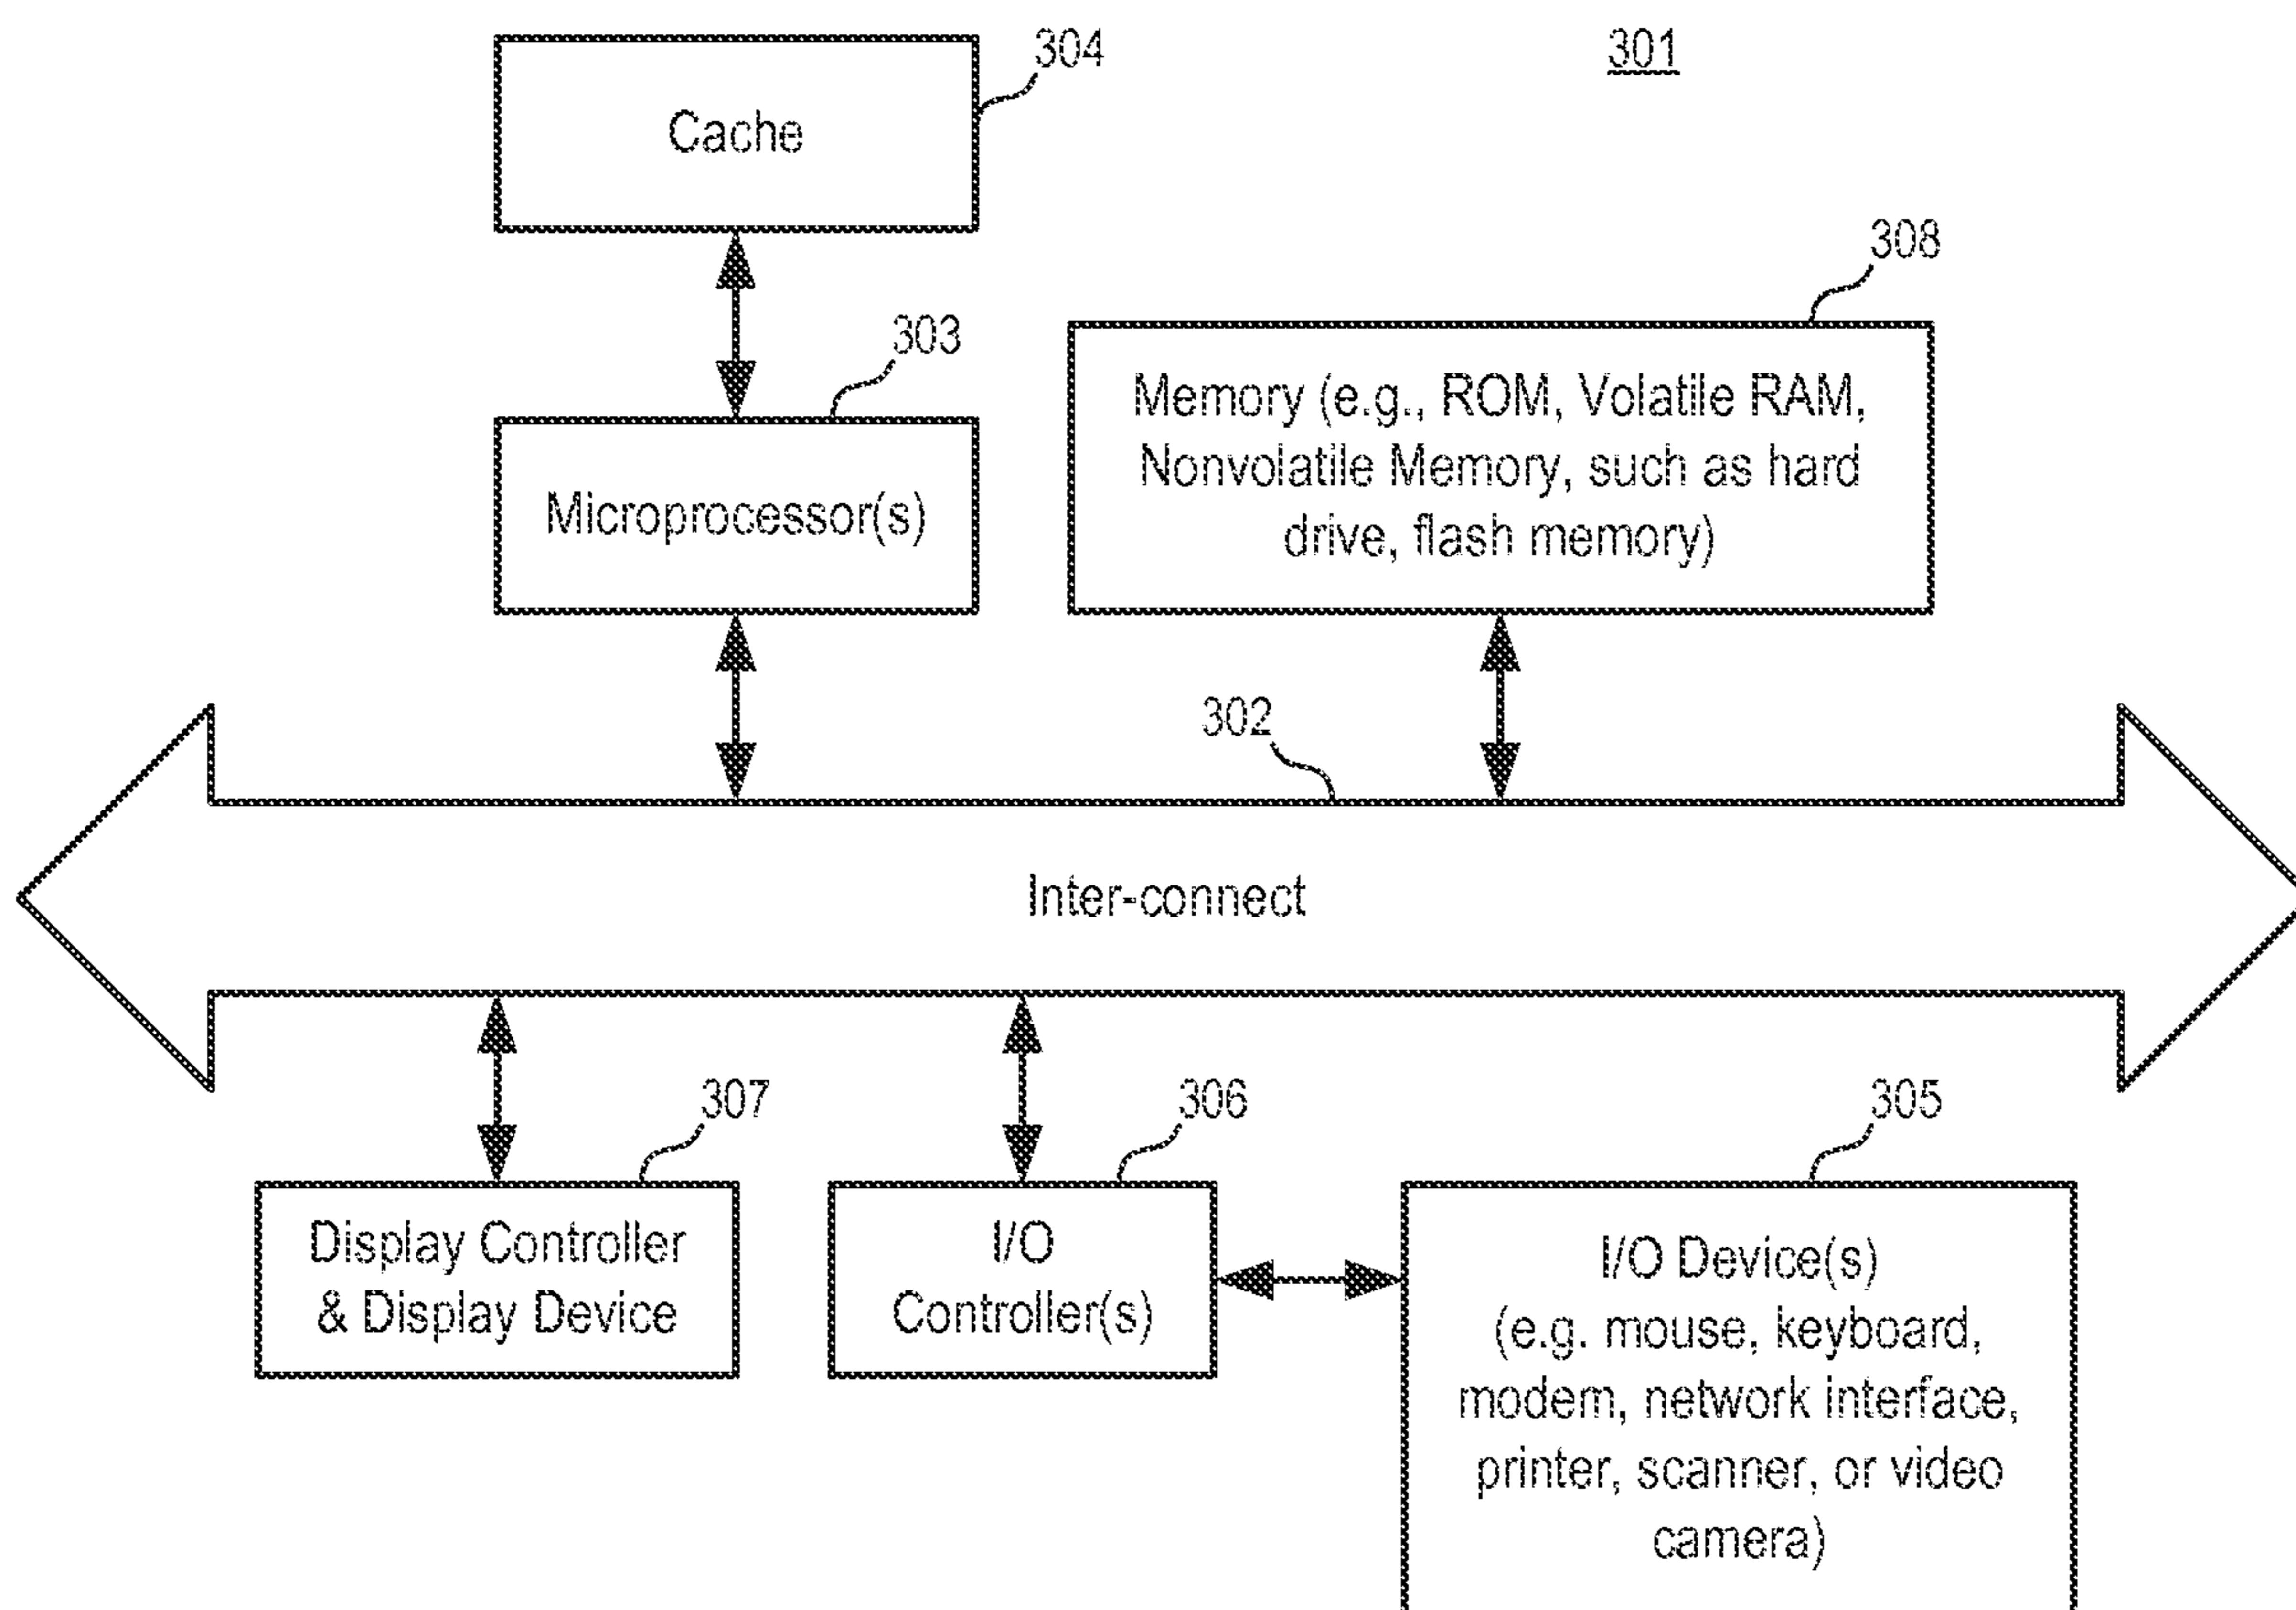 304
301
Cache
308
303
Memory (e.g., ROM, Volatile RAM,
Nonvolatile Memory, such as hard
drive, flash memory)
Microprocessor(s)
302
Inter-connect
307
306
305
Display Controller
& Display Device
I/O
Controller(s)
I/O Device(s)
(e.g. mouse, keyboard,
modem, network interface,
printer, scanner, or video
camera)